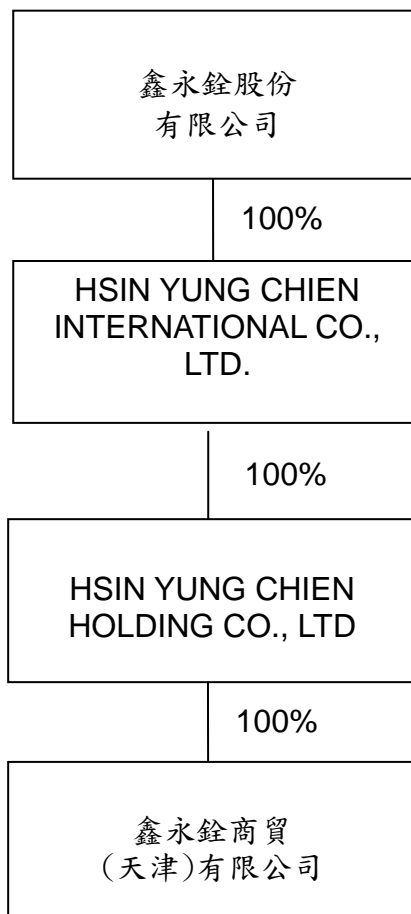 鑫永銓股份
有限公司
100%
HSIN YUNG CHIEN
INTERNATIONAL CO.,
LTD.
100%
HSIN YUNG CHIEN
HOLDING CO., LTD
100%
鑫永銓商貿
(天津)有限公司